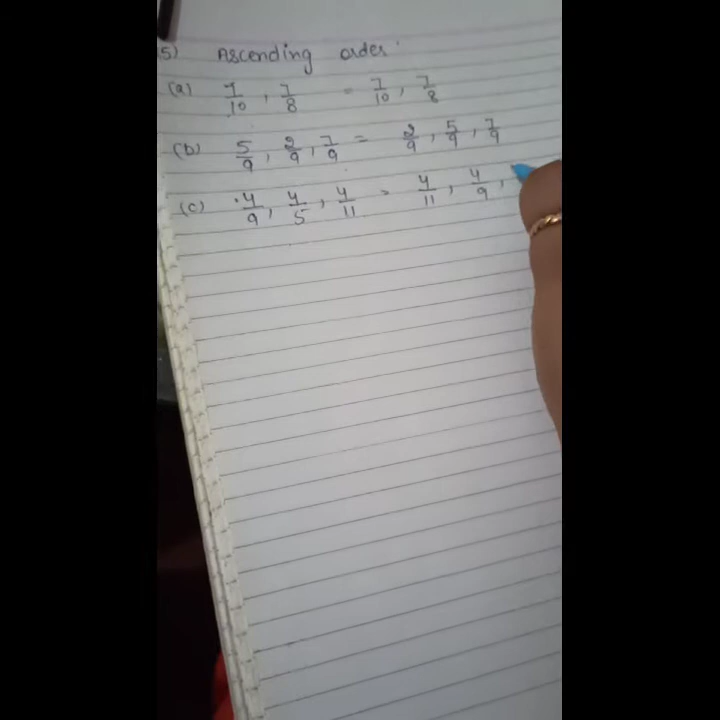 5) Ascending order
(a) 7/10, 7/8 = 7/10, 7/8
(b) 5/9, 2/9, 7/9 = 2/9, 5/9, 7/9
(c) 4/9, 4/5, 4/11 = 4/11, 4/9,